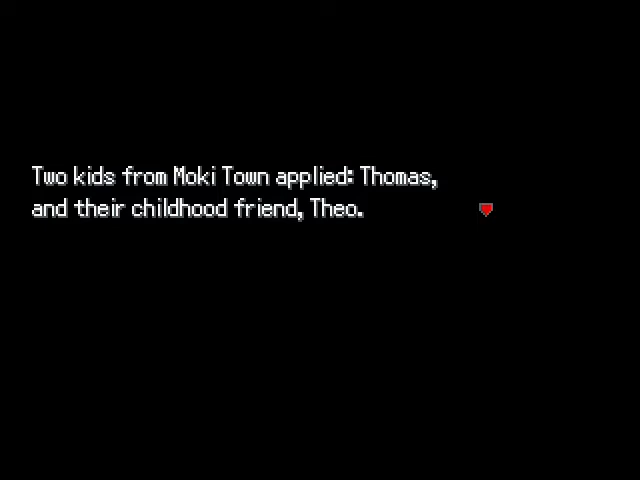 Two kids from Moki Town applied: Thomas,
and their childhood friend, Theo.